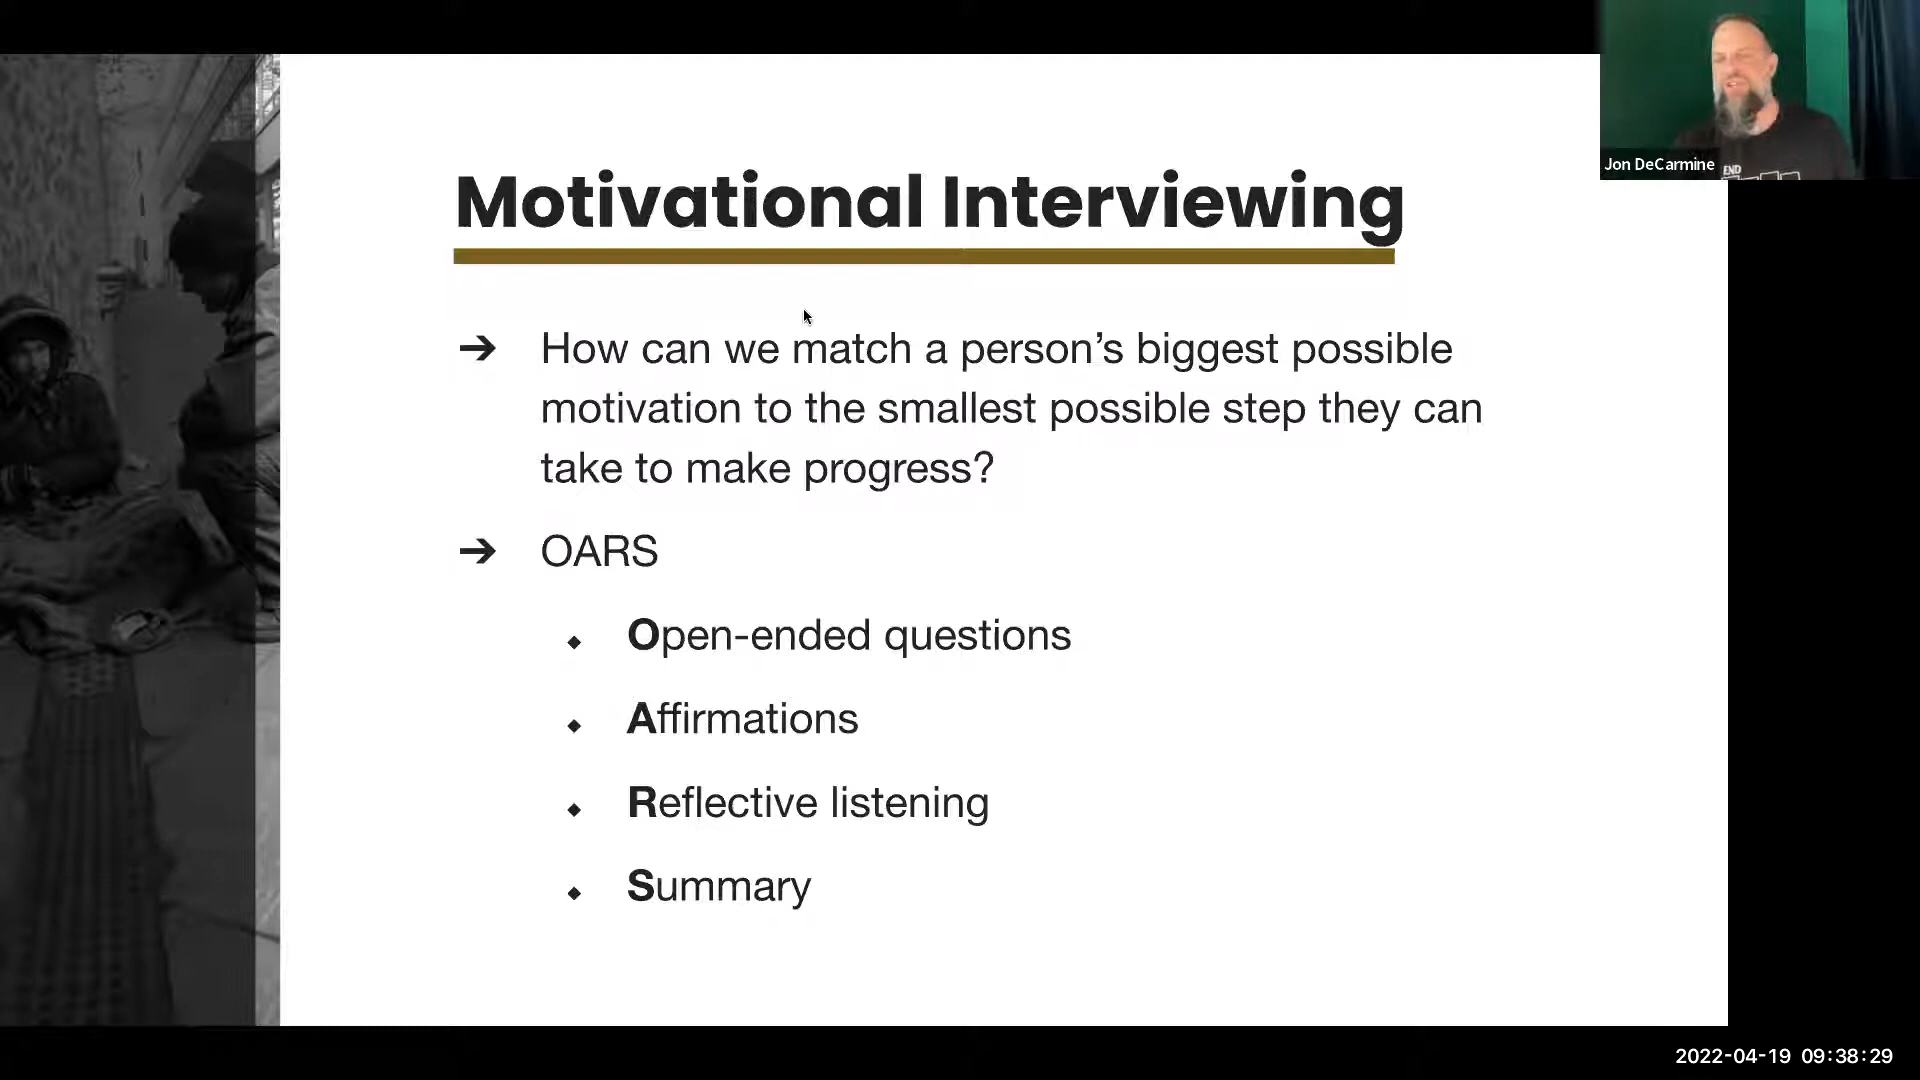 Motivational Interviewing
➔ How can we match a person’s biggest possible
motivation to the smallest possible step they can
take to make progress?
➔ OARS
◆ Open-ended questions
◆ Affirmations
◆ Reflective listening
◆ Summary
Jon DeCarmine
END
2022-04-19 09:38:29